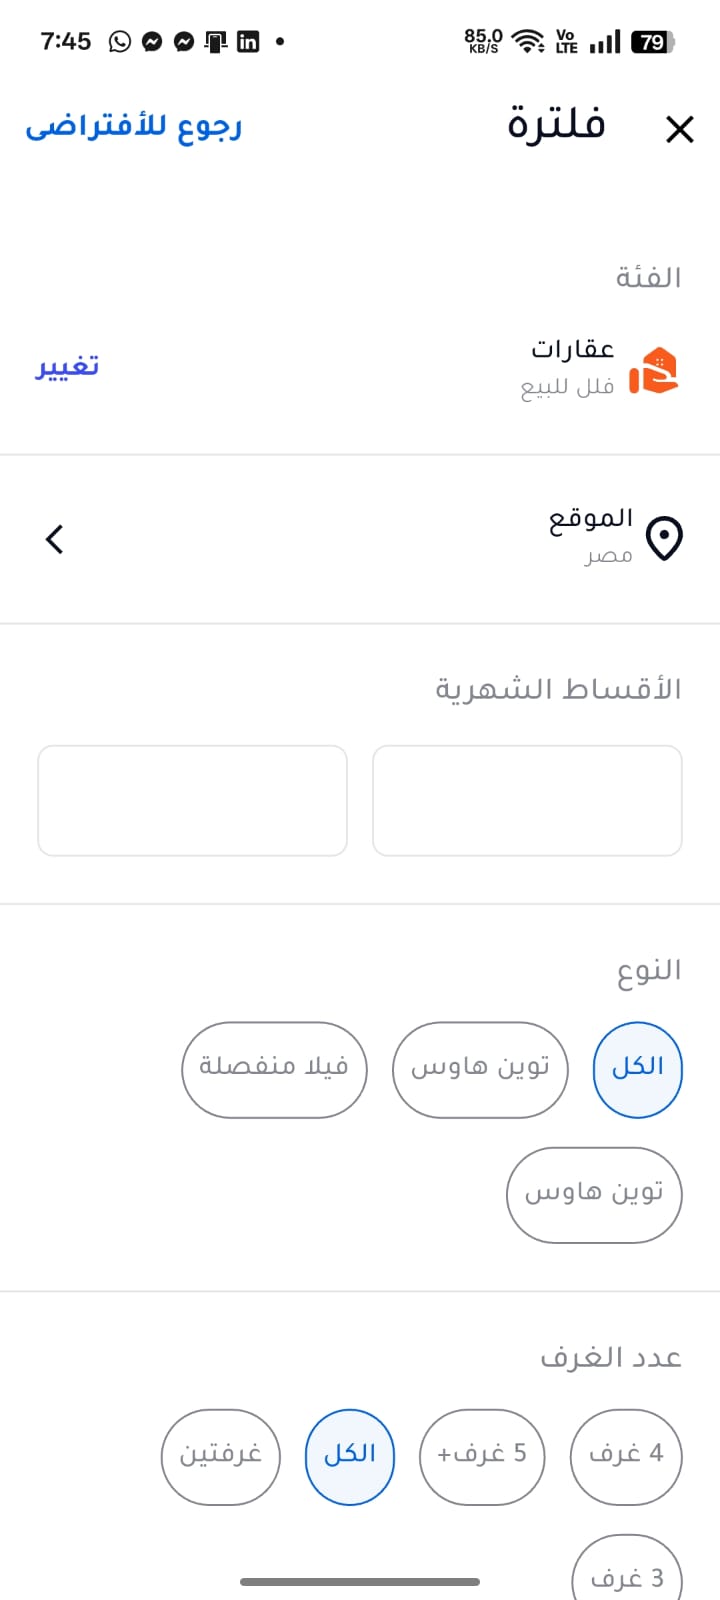 7:45 85.0 KB/S Vo LTE 79
فلترة رجوع للأفتراضى
الفئة
عقارات
فلل للبيع
تغيير
الموقع
مصر
الأقساط الشهرية
النوع
الكل توين هاوس فيلا منفصلة
توين هاوس
عدد الغرف
4 غرف 5 غرف+ الكل غرفتين
3 غرف